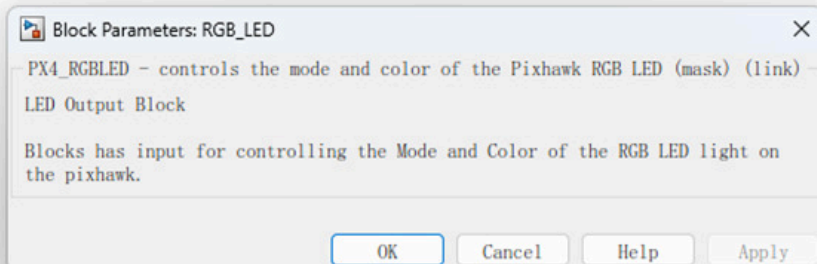 Block Parameters: RGB_LED
PX4_RGBLED - controls the mode and color of the Pixhawk RGB LED (mask) (link)
LED Output Block
Blocks has input for controlling the Mode and Color of the RGB LED light on
the pixhawk.
OK Cancel Help Apply